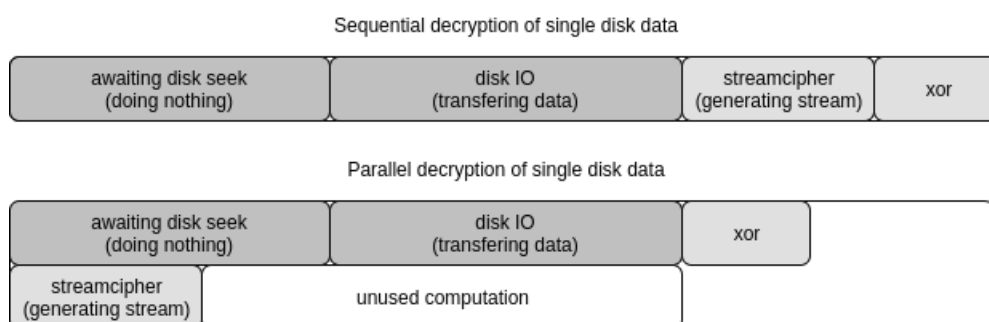 Sequential decryption of single disk data
awaiting disk seek
(doing nothing)
disk IO
(transfering data)
streamcipher
(generating stream)
xor
Parallel decryption of single disk data
awaiting disk seek
(doing nothing)
disk IO
(transfering data)
xor
streamcipher
(generating stream)
unused computation